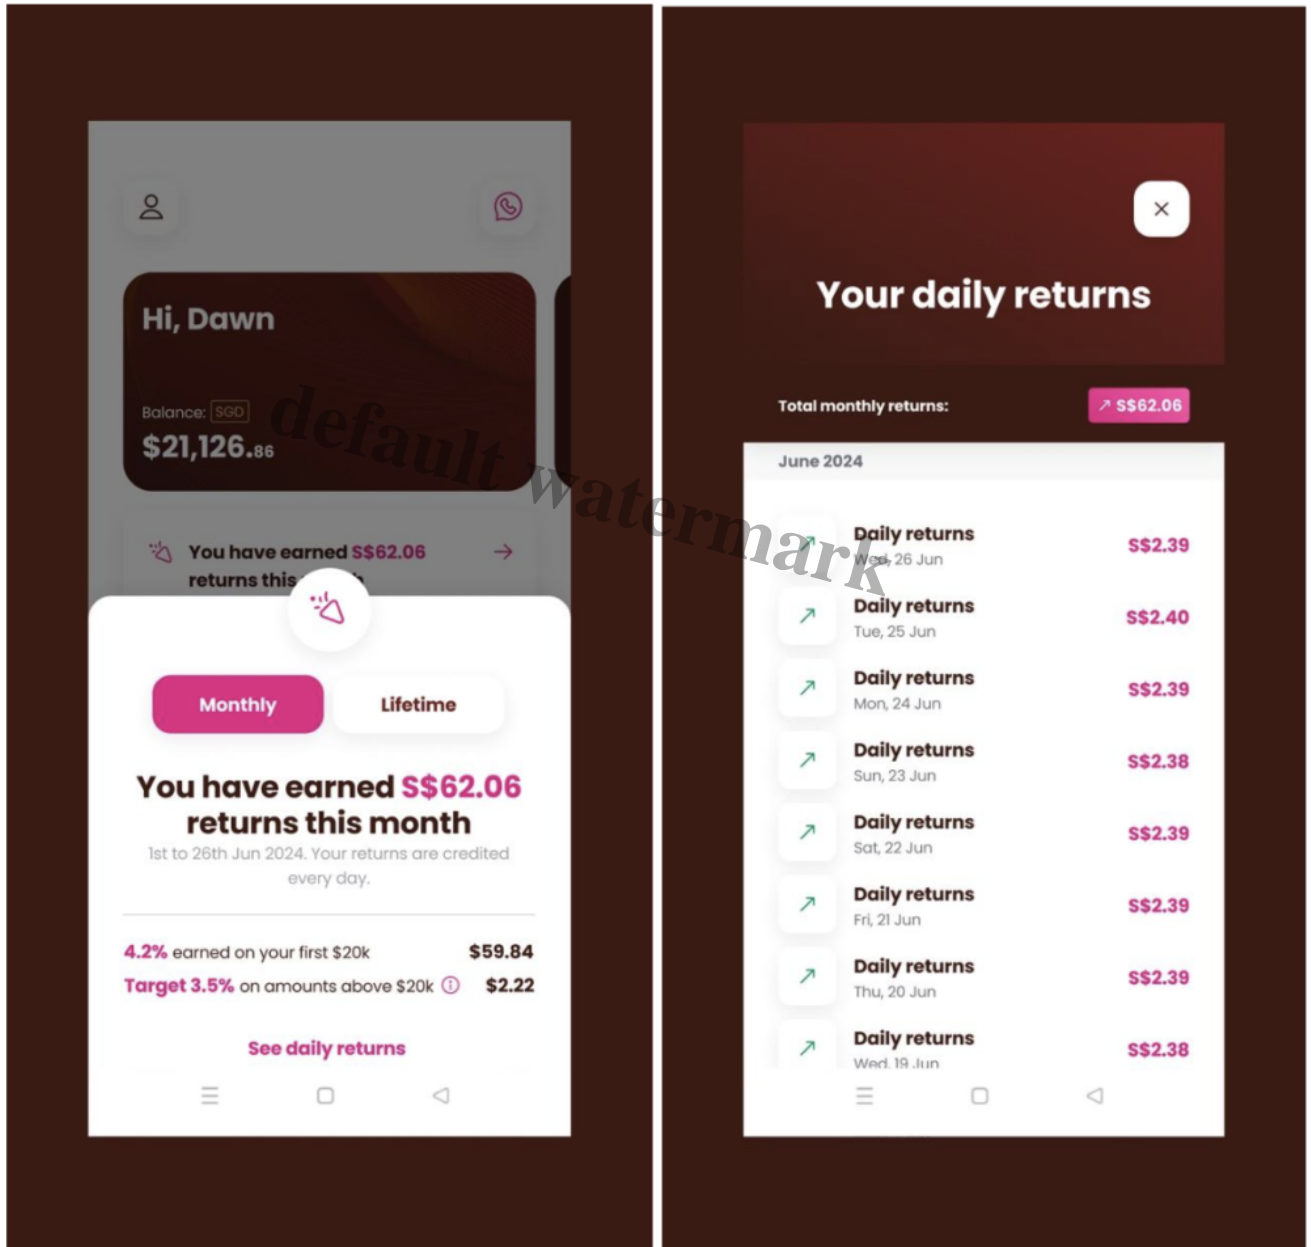 Hi, Dawn
Balance: SGD
$21,126.86
You have earned S$62.06
returns this
Monthly
Lifetime
You have earned S$62.06
returns this month
1st to 26th Jun 2024. Your returns are credited
every day.
4.2% earned on your first $20k $59.84
Target 3.5% on amounts above $20k $2.22
See daily returns
Your daily returns
Total monthly returns: S$62.06
June 2024
Daily returns
Wed, 26 Jun
S$2.39
Daily returns
Tue, 25 Jun
S$2.40
Daily returns
Mon, 24 Jun
S$2.39
Daily returns
Sun, 23 Jun
S$2.38
Daily returns
Sat, 22 Jun
S$2.39
Daily returns
Fri, 21 Jun
S$2.39
Daily returns
Thu, 20 Jun
S$2.39
Daily returns
Wed, 19 Jun
S$2.38
default watermark